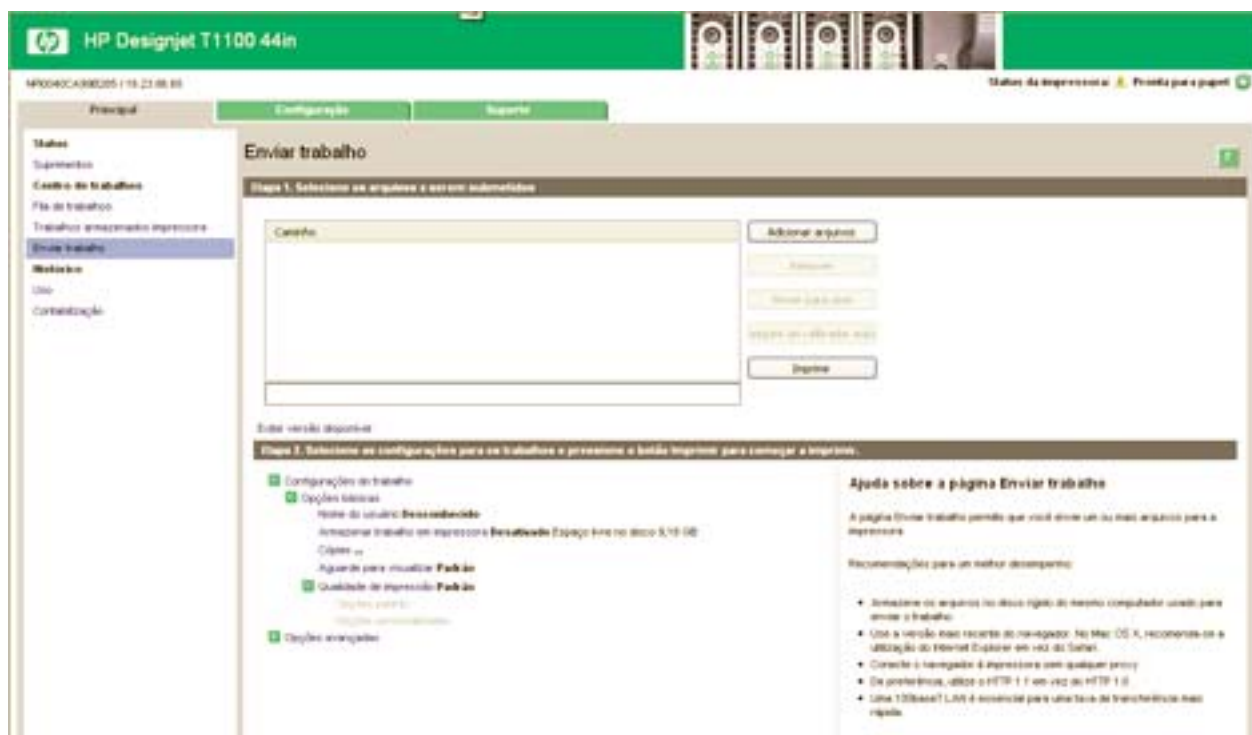 hp HP Designjet T1100 44in
Status da impressora: Pronta para papel
Principal Configuração Suporte
Status
Suprimentos
Centro de trabalhos
Fila de trabalhos
Trabalhos armazenados impressora
Enviar trabalho
Histórico
Uso
Contabilização
Enviar trabalho
?
Etapa 1. Selecione os arquivos a serem submetidos
Caminho
Adicionar arquivos
Remover
Imprimir
Exibir versão disponível
Etapa 2. Selecione as configurações para os trabalhos e pressione o botão Imprimir para começar a imprimir.
Configurações do trabalho
Opções básicas
Nome do usuário Desconhecido
Armazenar trabalho em impressora Desativado Espaço livre no disco
Cópias
Aguarde para visualizar Padrão
Qualidade de impressão Padrão
Opções padrão
Opções personalizadas
Opções avançadas
Ajuda sobre a página Enviar trabalho
A página Enviar trabalho permite que você envie um ou mais arquivos para a
impressora
Recomendações para um melhor desempenho:
• Armazene os arquivos no disco rígido do mesmo computador usado para
enviar o trabalho
• Use a versão mais recente do navegador. No Mac OS X, recomenda-se a
utilização do Internet Explorer em vez do Safari.
• Conecte o navegador à impressora sem qualquer proxy
• De preferência, utilize o HTTP 1.1 em vez do HTTP 1.0
• Uma 100baseT LAN é essencial para uma taxa de transferência mais
rápida.